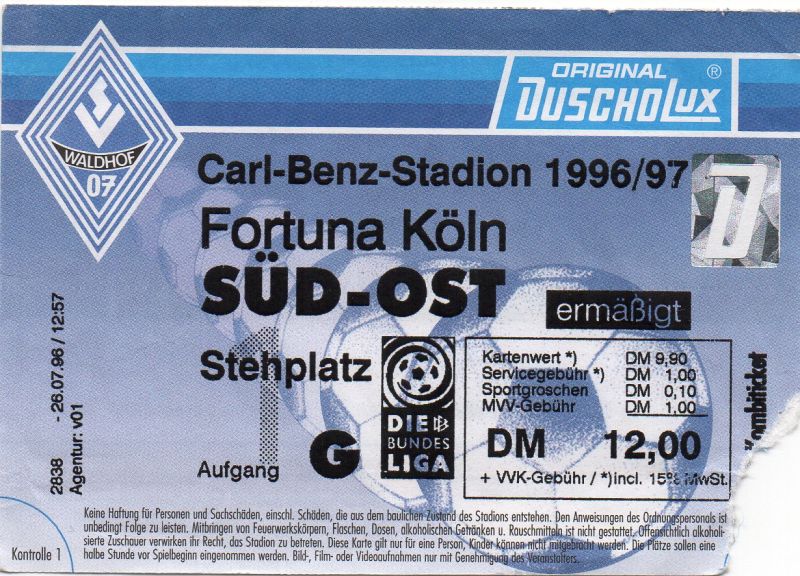 ORIGINAL ®
DUSCHOLUX
SV
WALDHOF
07
Carl-Benz-Stadion 1996/97
D
Fortuna Köln
SÜD-OST
ermäßigt
1
Stehplatz
Aufgang G
DIE
BUNDES
LIGA
Kartenwert *) DM 9,90
Servicegebühr *) DM 1,00
Sportgroschen DM 0,10
MVV-Gebühr DM 1,00
DM 12,00
+ VVK-Gebühr / *)incl. 15% MwSt.
2838 - 26.07.96 / 12:57
Agentur: v01
Kontrolle 1
Keine Haftung für Personen und Sachschäden, einschl. Schäden, die aus dem baulichen Zustand des Stadions entstehen. Den Anweisungen des Ordnungspersonals ist
unbedingt Folge zu leisten. Mitbringen von Feuerwerkskörpern, Flaschen, Dosen, alkoholischen Getränken u. Rauschmitteln ist nicht gestattet. Offensichtlich alkoholi-
sierte Zuschauer verwirken ihr Recht, das Stadion zu betreten. Diese Karte gilt nur für eine Person, Kinder können nicht mitgebracht werden. Die Plätze sollen eine
halbe Stunde vor Spielbeginn eingenommen werden. Bild-, Film- oder Videoaufnahmen nur mit Genehmigung des Veranstalters.